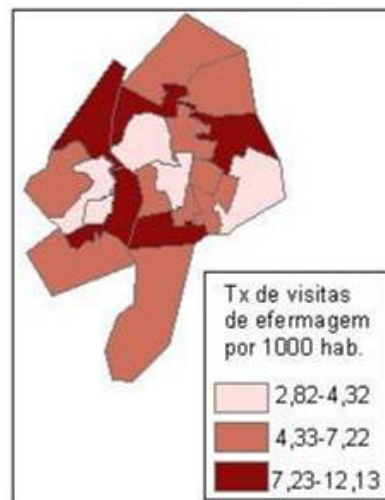 Tx de visitas
de efermagem
por 1000 hab.
2,82-4,32
4,33-7,22
7,23-12,13